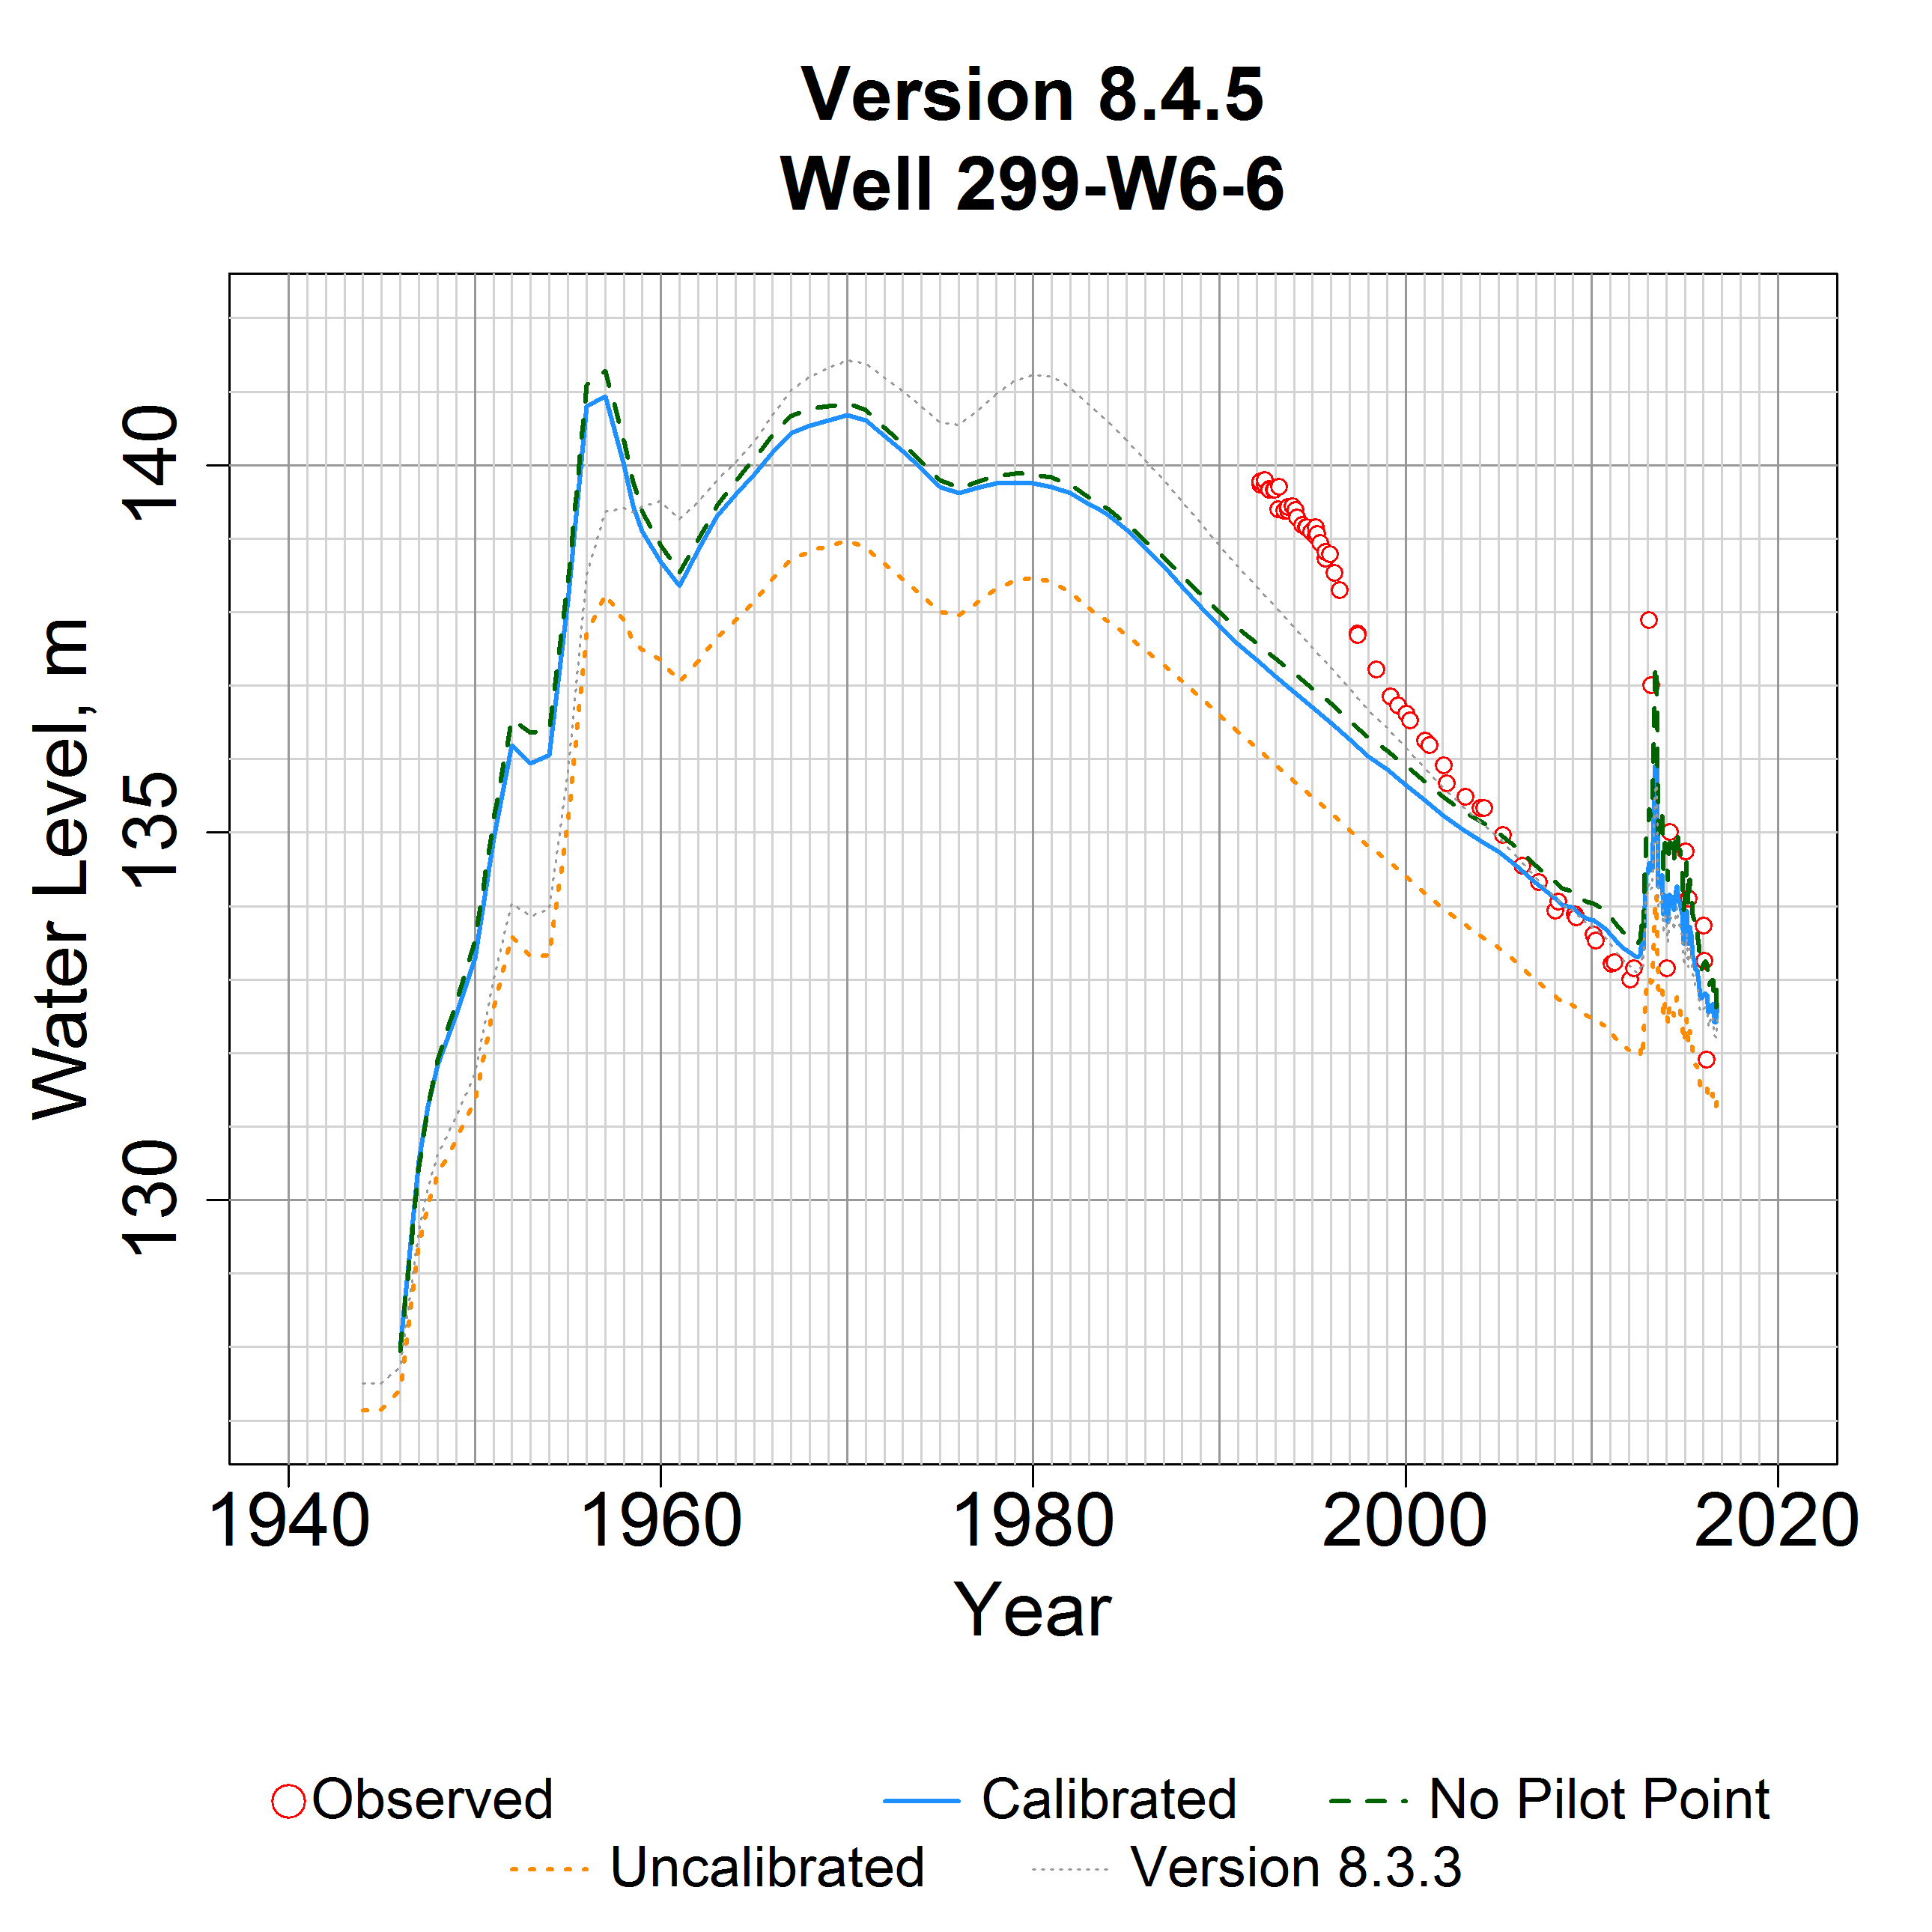 Version 8.4.5
Well 299-W6-6
Water Level, m
140
135
130
1940 1960 1980 2000 2020
Year
Observed Calibrated No Pilot Point
Uncalibrated Version 8.3.3